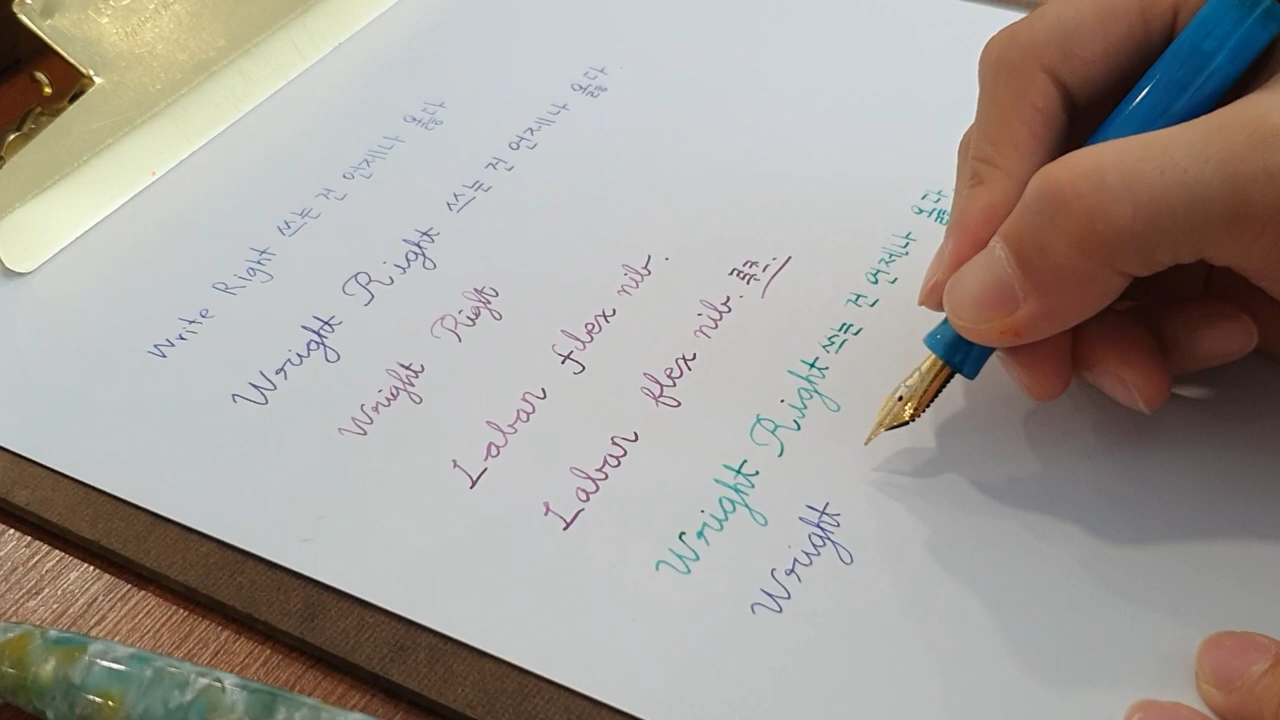 Write Right 쓰는 건 언제나 옳다
Wright Right 쓰는 건 언제나 옳다.
Wright Right
Labar flex nib.
Labar flex nib. 루쯔.
Wright Right 쓰는 건 언제나 옳다
Wright